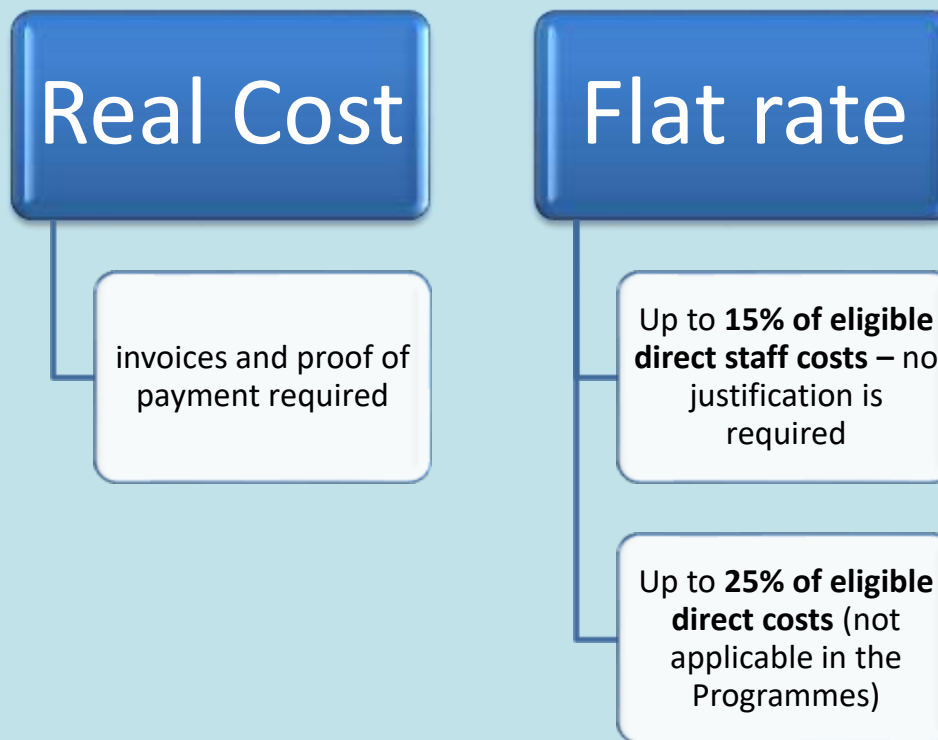 Real Cost
Flat rate
invoices and proof of
payment required
Up to 15% of eligible
direct staff costs – no
justification is
required
Up to 25% of eligible
direct costs (not
applicable in the
Programmes)